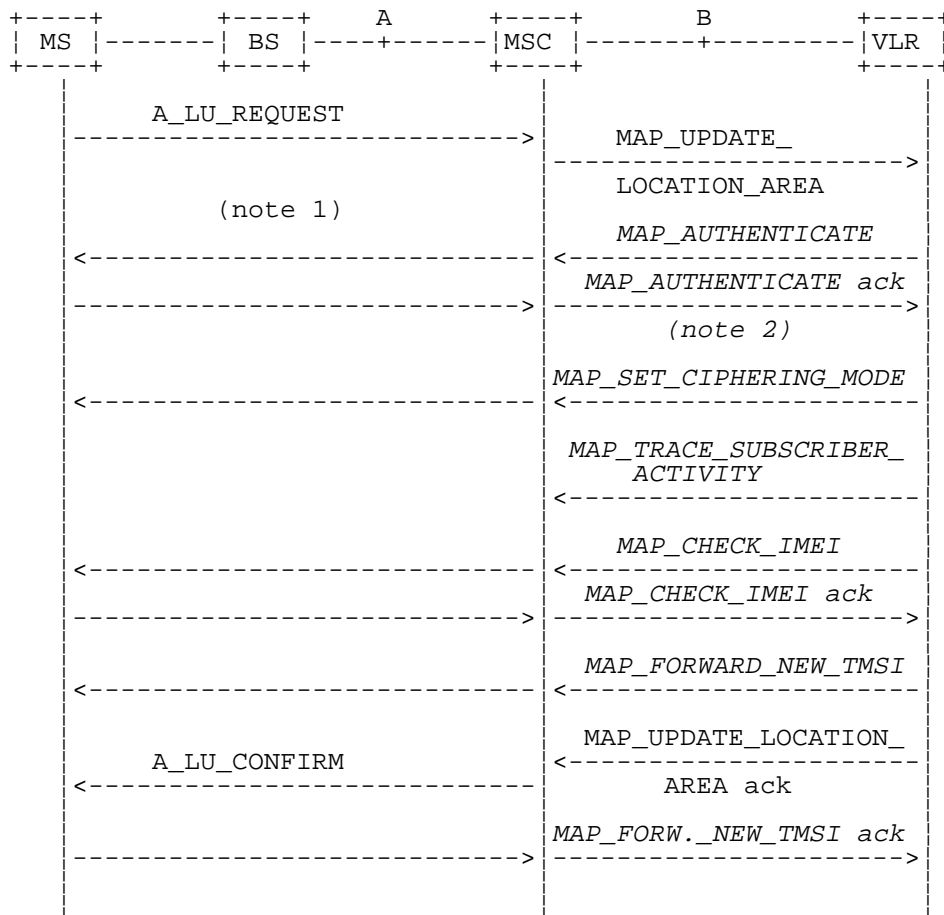 A B
MS BS MSC VLR
A_LU_REQUEST
MAP_UPDATE_
LOCATION_AREA
(note 1)
MAP_AUTHENTICATE
MAP_AUTHENTICATE ack
(note 2)
MAP_SET_CIPHERING_MODE
MAP_TRACE_SUBSCRIBER_
ACTIVITY
MAP_CHECK_IMEI
MAP_CHECK_IMEI ack
MAP_FORWARD_NEW_TMSI
MAP_UPDATE_LOCATION_
A_LU_CONFIRM
AREA ack
MAP_FORW._NEW_TMSI ack